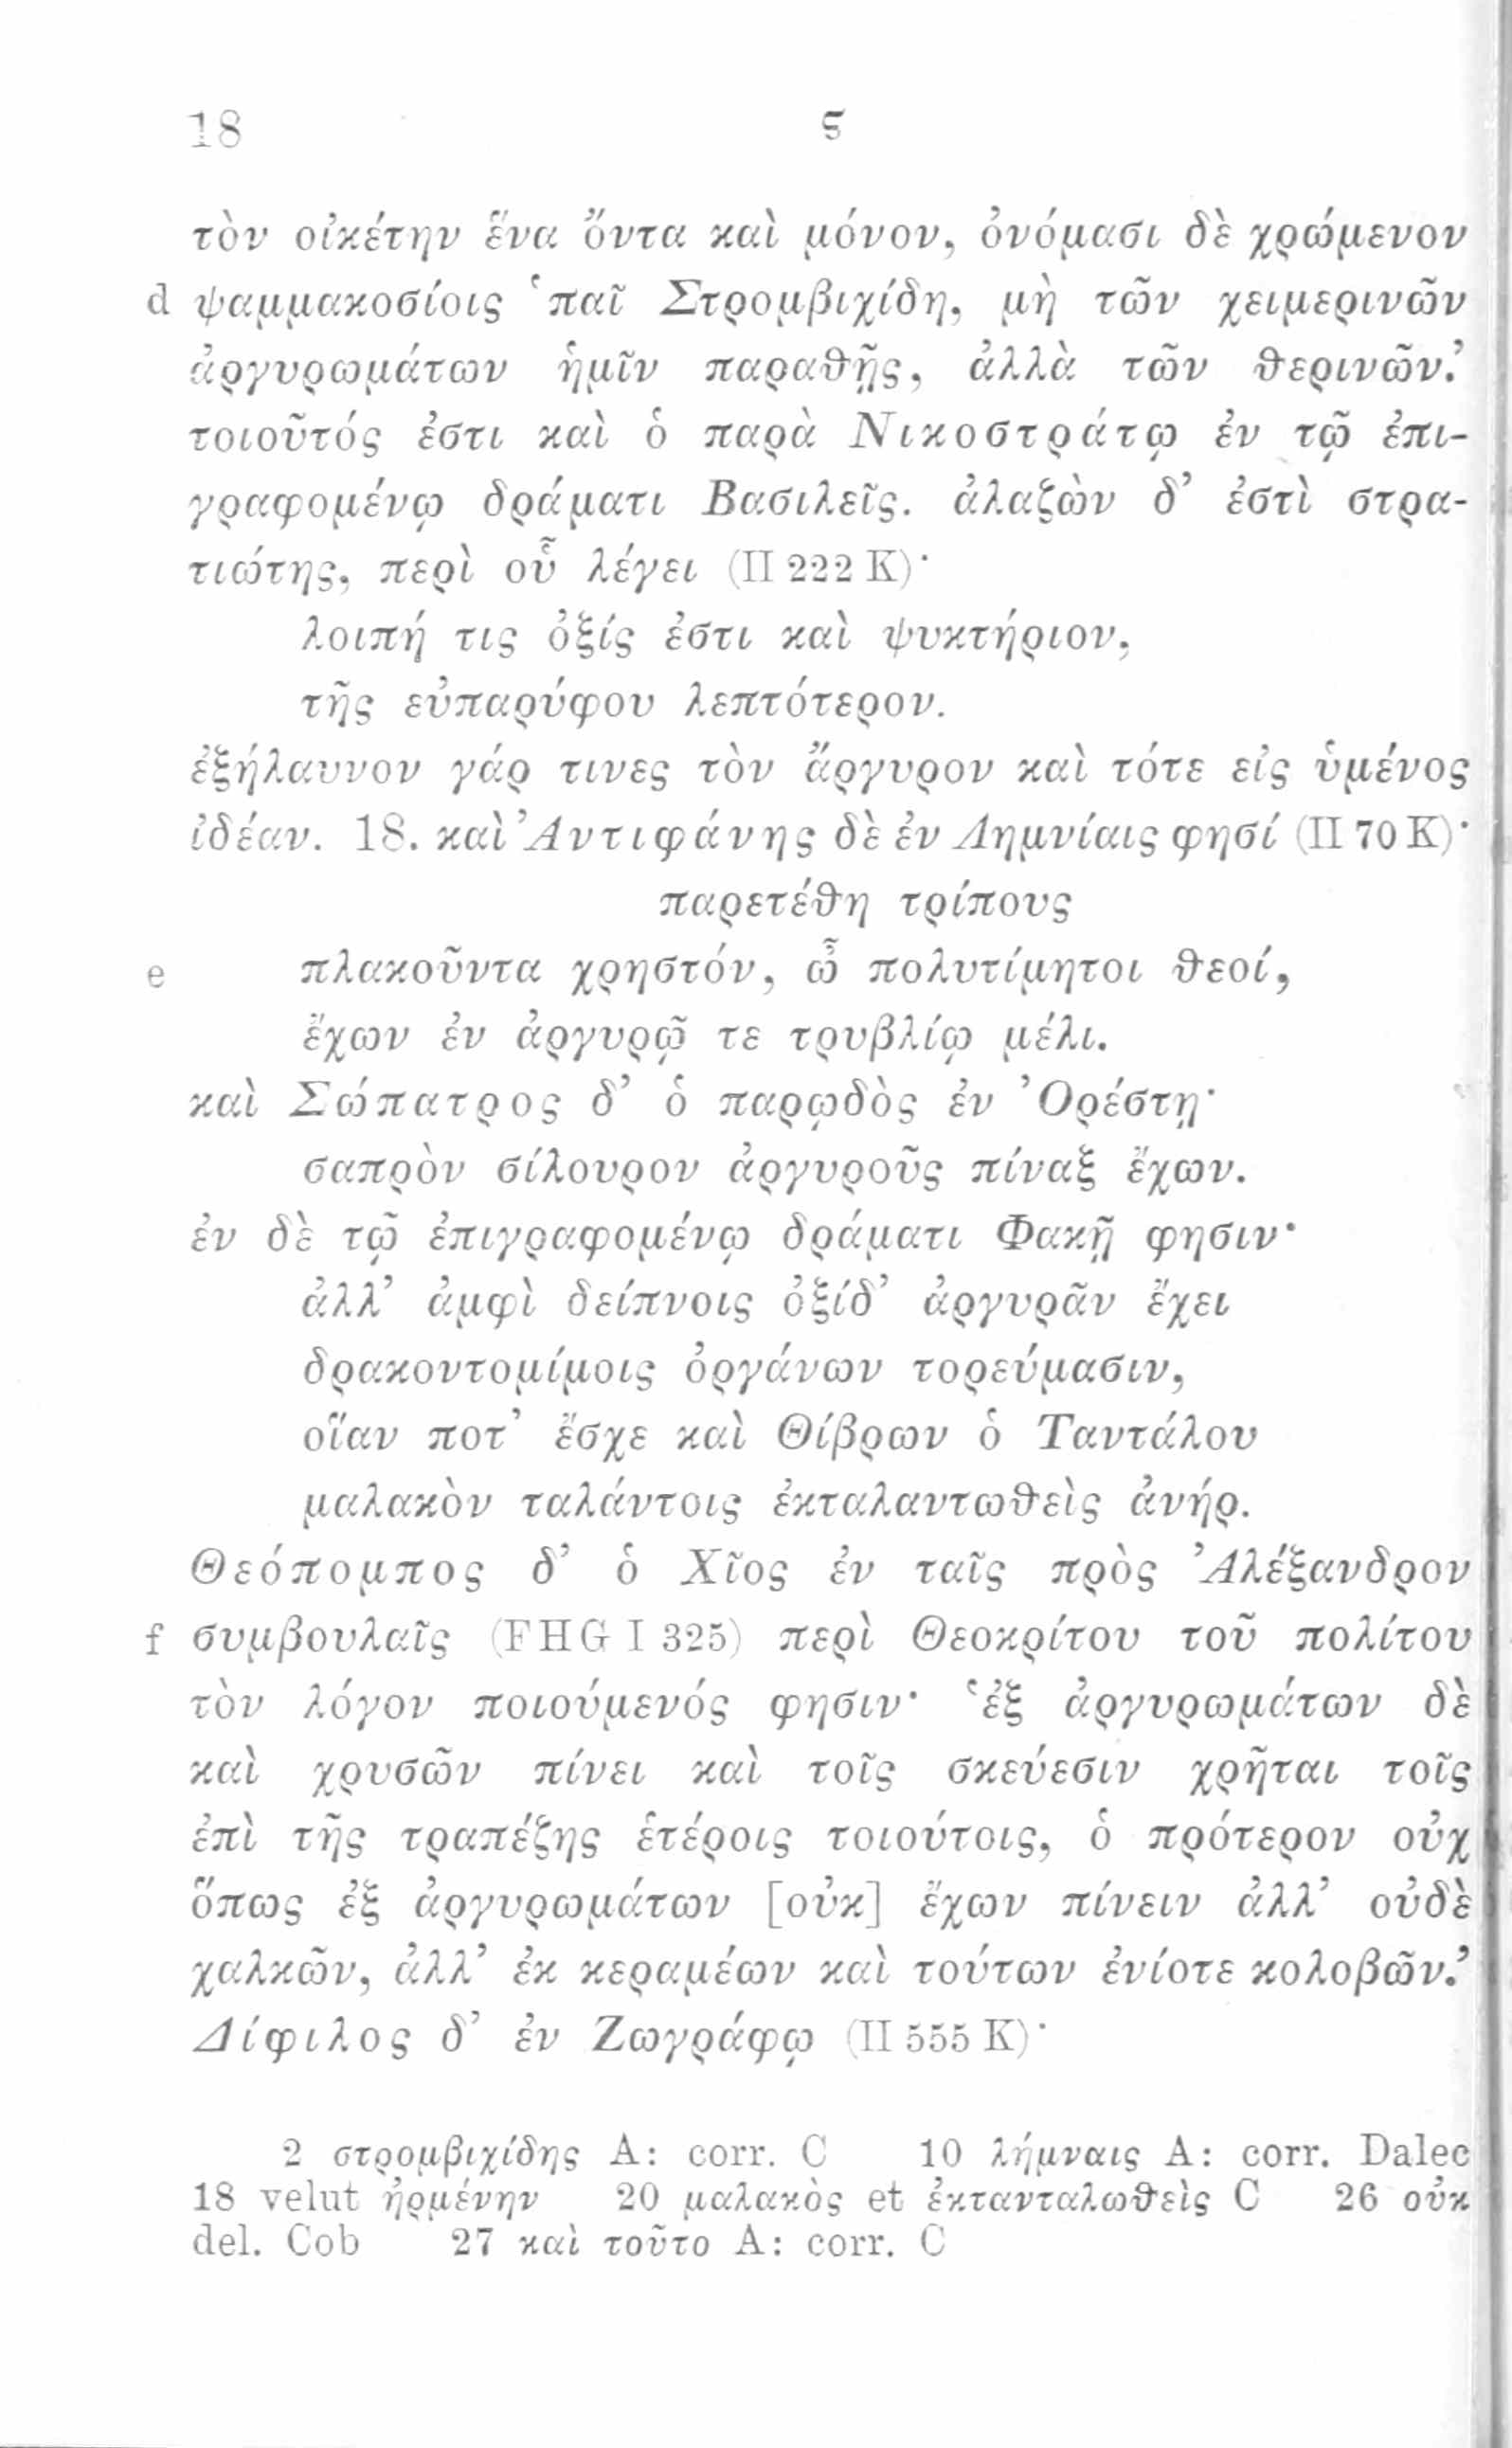 18 ϛ
τὸν οἰκέτην ἕνα ὄντα καὶ μόνον, ὀνόμασι δὲ χρώμενον
d ψαμμακοσίοις ῾παῖ Στρομβιχίδη, μὴ τῶν χειμερινῶν
ἀργυρωμάτων ἡμῖν παραθῇς, ἀλλὰ τῶν θερινῶν.᾽
τοιοῦτός ἐστι καὶ ὁ παρὰ Νικοστράτῳ ἐν τῷ ἐπι-
γραφομένῳ δράματι Βασιλεῖς. ἀλαζὼν δ᾽ ἐστὶ στρα-
τιώτης, περὶ οὗ λέγει (II 222 K)·
λοιπή τις ὀξίς ἐστι καὶ ψυκτήριον,
τῆς εὐπαρύφου λεπτότερον.
ἐξήλαυνον γάρ τινες τὸν ἄργυρον καὶ τότε εἰς ὑμένος
ἰδέαν. 18. καὶ Ἀντιφάνης δὲ ἐν Λημνίαις φησί (II 70 K)·
παρετέθη τρίπους
e πλακοῦντα χρηστόν, ὦ πολυτίμητοι θεοί,
ἔχων ἐν ἀργυρῷ τε τρυβλίῳ μέλι.
καὶ Σώπατρος δ᾽ ὁ παρῳδὸς ἐν Ὀρέστῃ·
σαπρὸν σίλουρον ἀργυροῦς πίναξ ἔχων.
ἐν δὲ τῷ ἐπιγραφομένῳ δράματι Φακῇ φησιν·
ἀλλ᾽ ἀμφὶ δείπνοις ὀξίδ᾽ ἀργυρᾶν ἔχει
δρακοντομίμοις ὀργάνων τορεύμασιν,
οἵαν ποτ᾽ ἔσχε καὶ Θίβρων ὁ Ταντάλου
μαλακὸν ταλάντοις ἐκταλαντωθεὶς ἀνήρ.
Θεόπομπος δ᾽ ὁ Χῖος ἐν ταῖς πρὸς Ἀλέξανδρον
f συμβουλαῖς (FHG I 325) περὶ Θεοκρίτου τοῦ πολίτου
τὸν λόγον ποιούμενός φησιν· ῾ἐξ ἀργυρωμάτων δὲ
καὶ χρυσῶν πίνει καὶ τοῖς σκεύεσιν χρῆται τοῖς
ἐπὶ τῆς τραπέζης ἑτέροις τοιούτοις, ὁ πρότερον οὐχ
ὅπως ἐξ ἀργυρωμάτων [οὐκ] ἔχων πίνειν ἀλλ᾽ οὐδὲ
χαλκῶν, ἀλλ᾽ ἐκ κεραμέων καὶ τούτων ἐνίοτε κολοβῶν.᾽
Δίφιλος δ᾽ ἐν Ζωγράφῳ (II 555 K)·
2 στρομβιχίδης A: corr. C 10 λήμναις A: corr. Dalec
18 velut ἠρμένην 20 μαλακὸς et ἐκτανταλωθεὶς C 26 οὐκ
del. Cob 27 καὶ τοῦτο A: corr. C